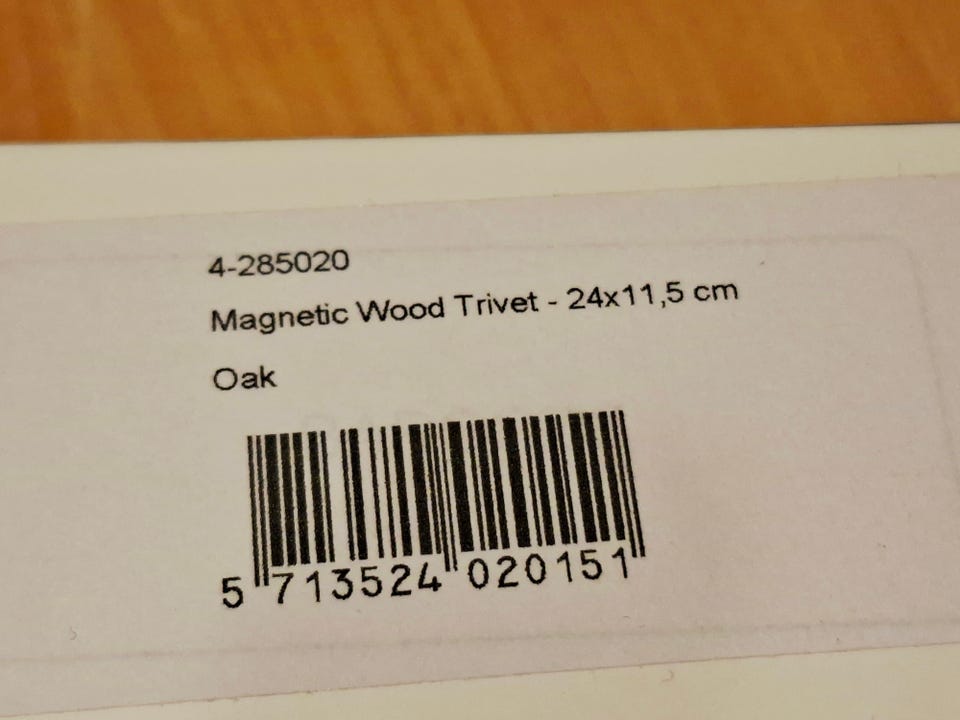 4-285020
Magnetic Wood Trivet - 24x11,5 cm
Oak
5 713524 020151